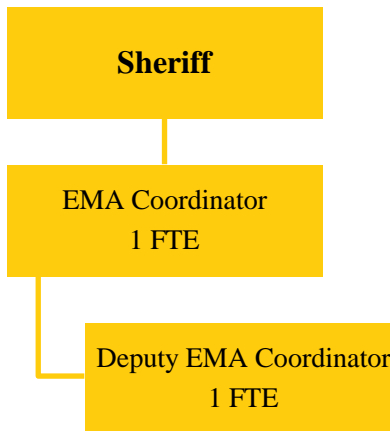 Sheriff
EMA Coordinator
1 FTE
Deputy EMA Coordinator
1 FTE